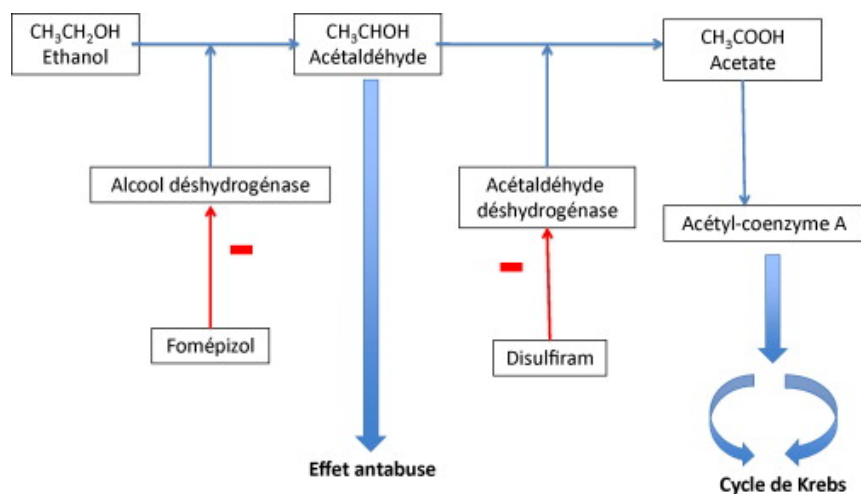 CH₃CH₂OH
Ethanol
CH₃CHOH
Acétaldéhyde
CH₃COOH
Acetate
Alcool déshydrogénase
Acétaldéhyde
déshydrogénase
Acétyl-coenzyme A
Fomépizol
Disulfiram
Effet antabuse
Cycle de Krebs